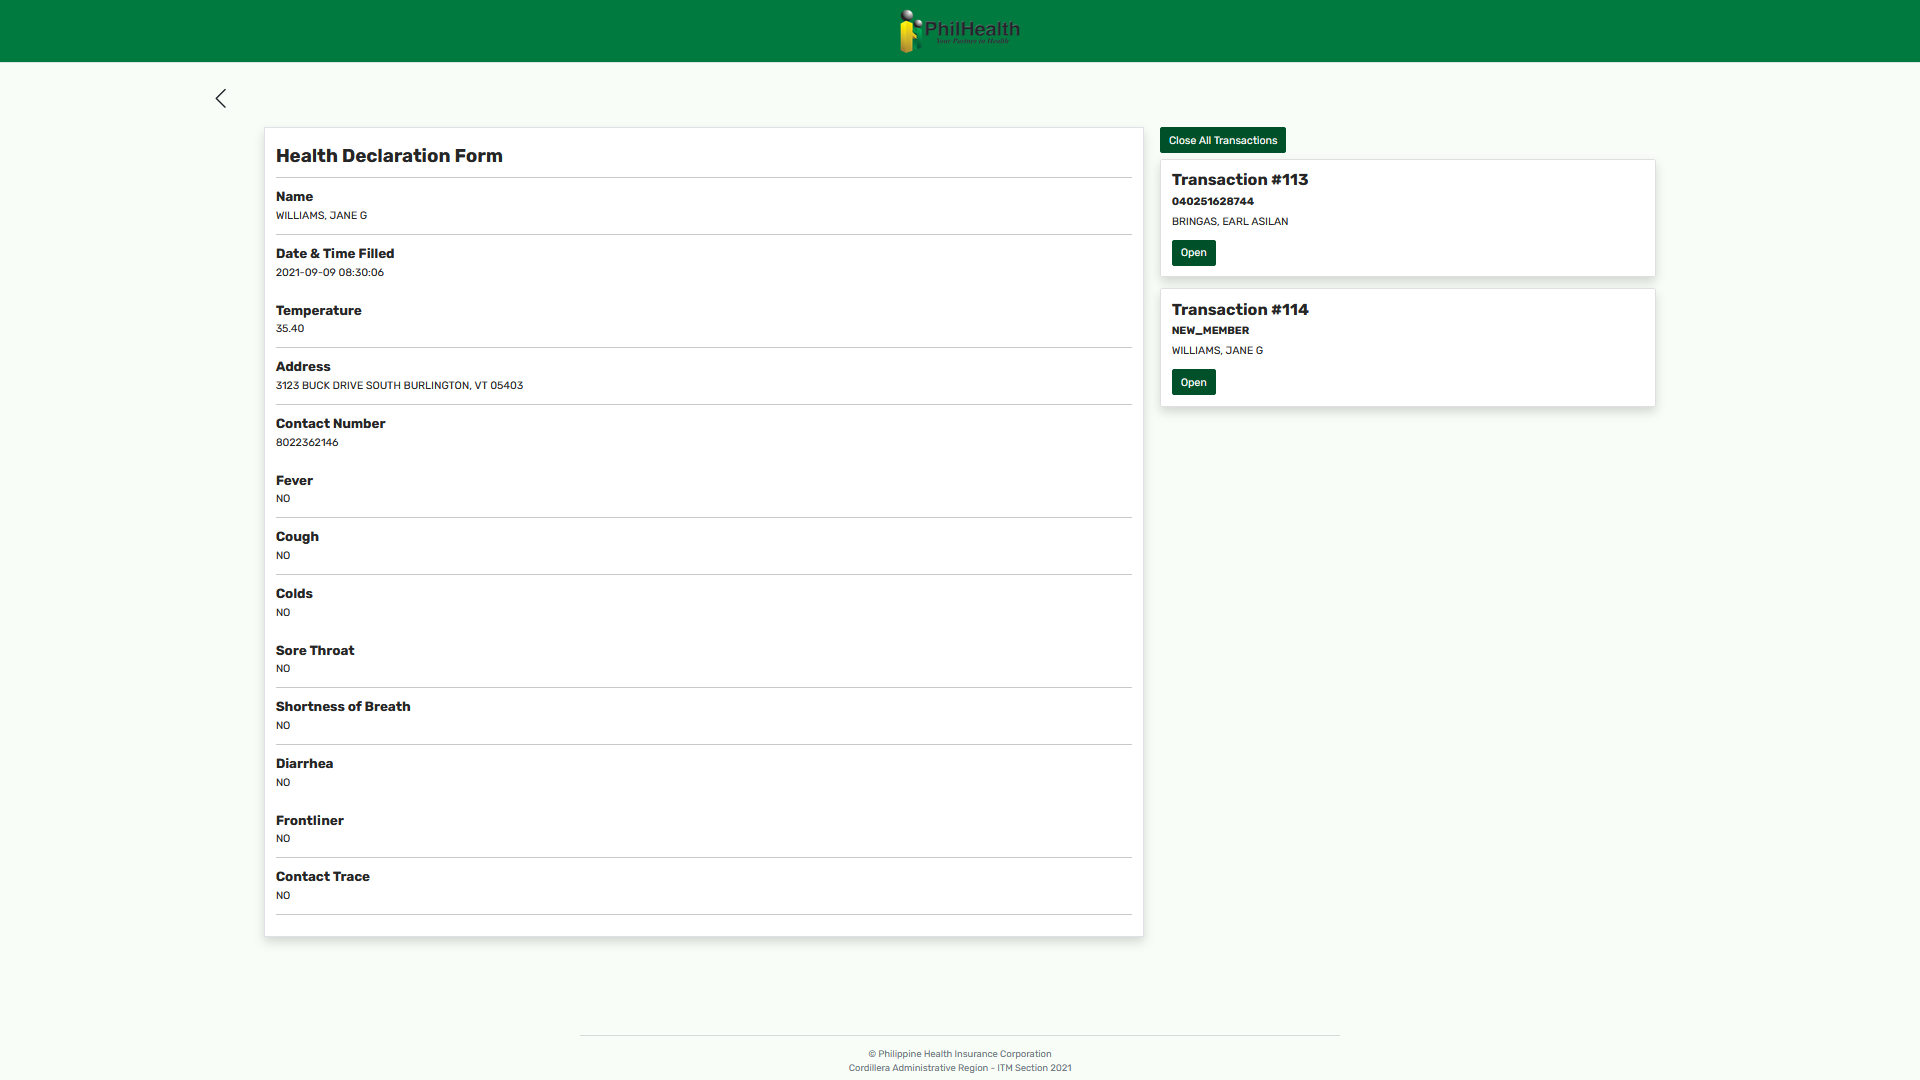 PhilHealth
Your Partner in Health
Health Declaration Form
Name
WILLIAMS, JANE G
Date & Time Filled
2021-09-09 08:30:06
Temperature
35.40
Address
3123 BUCK DRIVE SOUTH BURLINGTON, VT 05403
Contact Number
8022362146
Fever
NO
Cough
NO
Colds
NO
Sore Throat
NO
Shortness of Breath
NO
Diarrhea
NO
Frontliner
NO
Contact Trace
NO
Close All Transactions
Transaction #113
040251628744
BRINGAS, EARL ASILAN
Open
Transaction #114
NEW_MEMBER
WILLIAMS, JANE G
Open
© Philippine Health Insurance Corporation
Cordillera Administrative Region - ITM Section 2021